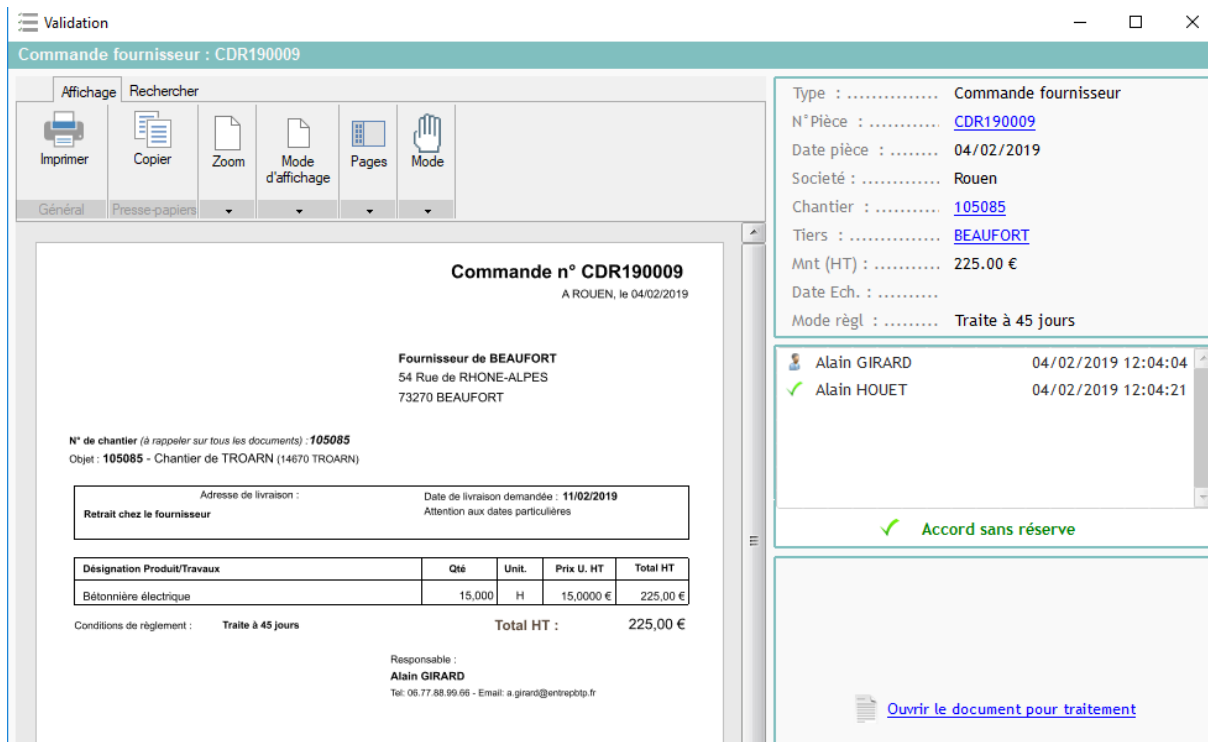 Validation
Commande fournisseur : CDR190009
Affichage Rechercher
Imprimer Copier Zoom Mode d'affichage Pages Mode
Général Presse-papiers
Commande n° CDR190009
A ROUEN, le 04/02/2019
Fournisseur de BEAUFORT
54 Rue de RHONE-ALPES
73270 BEAUFORT
N° de chantier (à rappeler sur tous les documents) : 105085
Objet : 105085 - Chantier de TROARN (14670 TROARN)
Adresse de livraison : Date de livraison demandée : 11/02/2019
Retrait chez le fournisseur Attention aux dates particulières
Désignation Produit/Travaux Qté Unit. Prix U. HT Total HT
Bétonnière électrique 15,000 H 15,0000 € 225,00 €
Conditions de règlement : Traite à 45 jours Total HT : 225,00 €
Responsable :
Alain GIRARD
Tel: 06.77.88.99.66 - Email: a.girard@entrepbtp.fr
Type : ............... Commande fournisseur
N°Pièce : ............ CDR190009
Date pièce : ........ 04/02/2019
Societé : ............. Rouen
Chantier : ........... 105085
Tiers : ............... BEAUFORT
Mnt (HT) : ........... 225.00 €
Date Ech. : ..........
Mode règl : ......... Traite à 45 jours
Alain GIRARD 04/02/2019 12:04:04
Alain HOUET 04/02/2019 12:04:21
Accord sans réserve
Ouvrir le document pour traitement